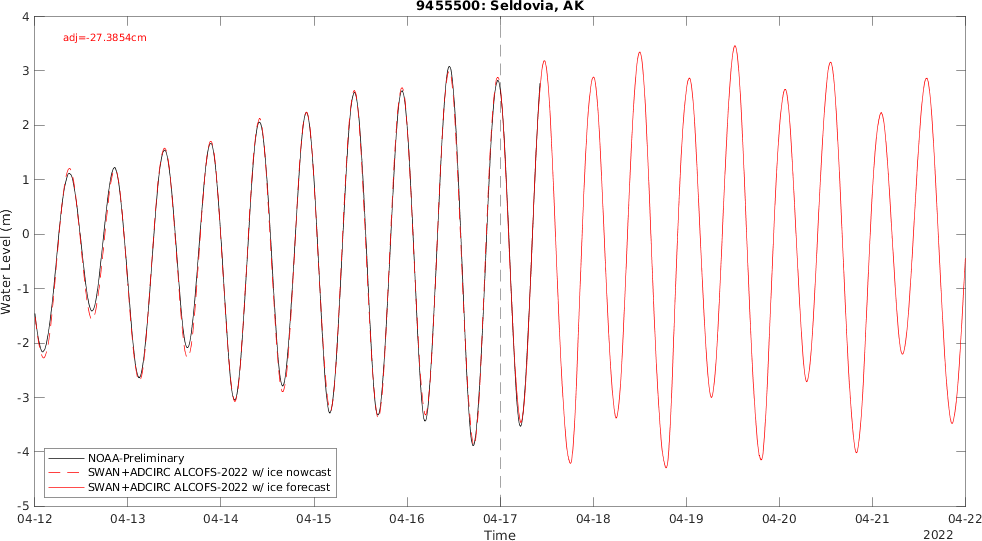 9455500: Seldovia, AK
adj=-27.3854cm
4
3
2
1
0
-1
-2
-3
-4
-5
Water Level (m)
NOAA-Preliminary
SWAN+ADCIRC ALCOFS-2022 w/ ice nowcast
SWAN+ADCIRC ALCOFS-2022 w/ ice forecast
04-12 04-13 04-14 04-15 04-16 04-17 04-18 04-19 04-20 04-21 04-22
Time
2022